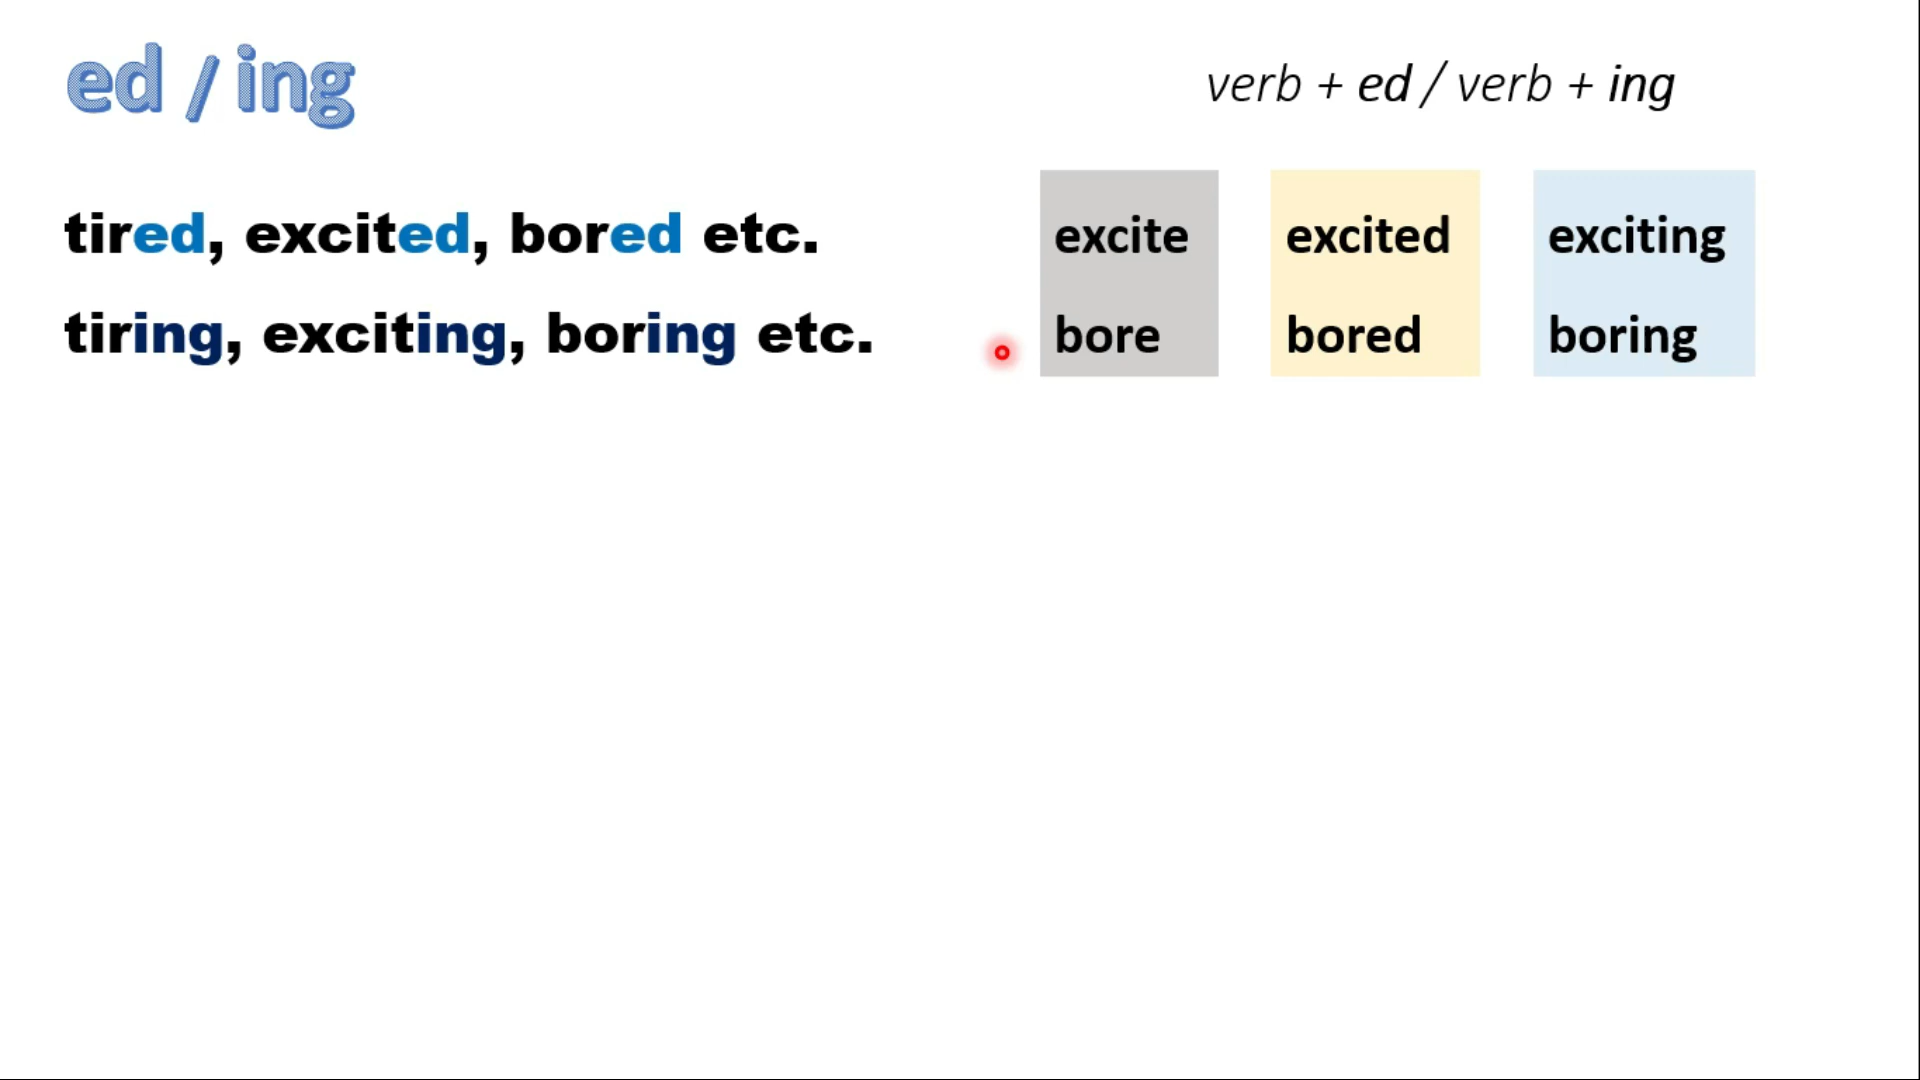 ed / ing
verb + ed / verb + ing
tired, excited, bored etc.
tiring, exciting, boring etc.
excite excited exciting
bore bored boring